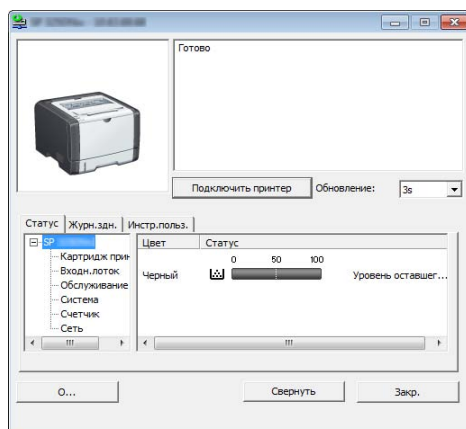 Готово
Подключить принтер Обновление: 3s
Статус Журн.здн. Инстр.польз.
SP
Картридж прин
Входн.лоток
Обслуживание
Система
Счетчик
Сеть
Цвет Статус
0 50 100
Черный Уровень оставшег...
О... Свернуть Закр.